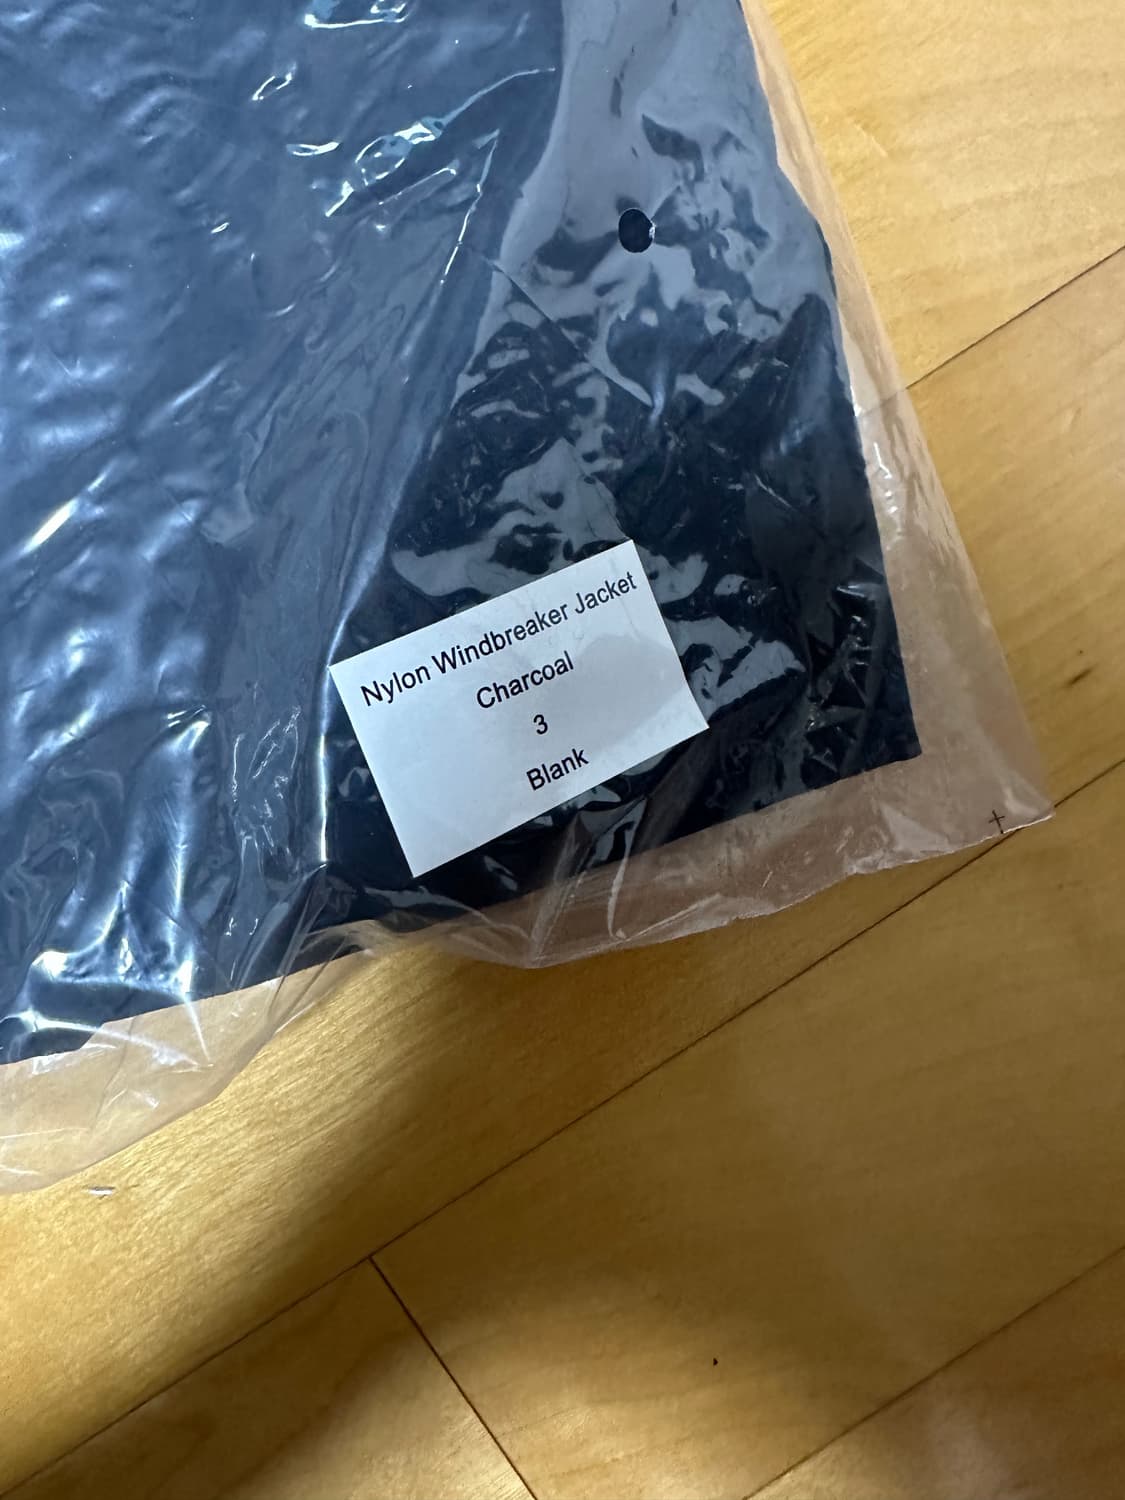 Nylon Windbreaker Jacket
Charcoal
3
Blank